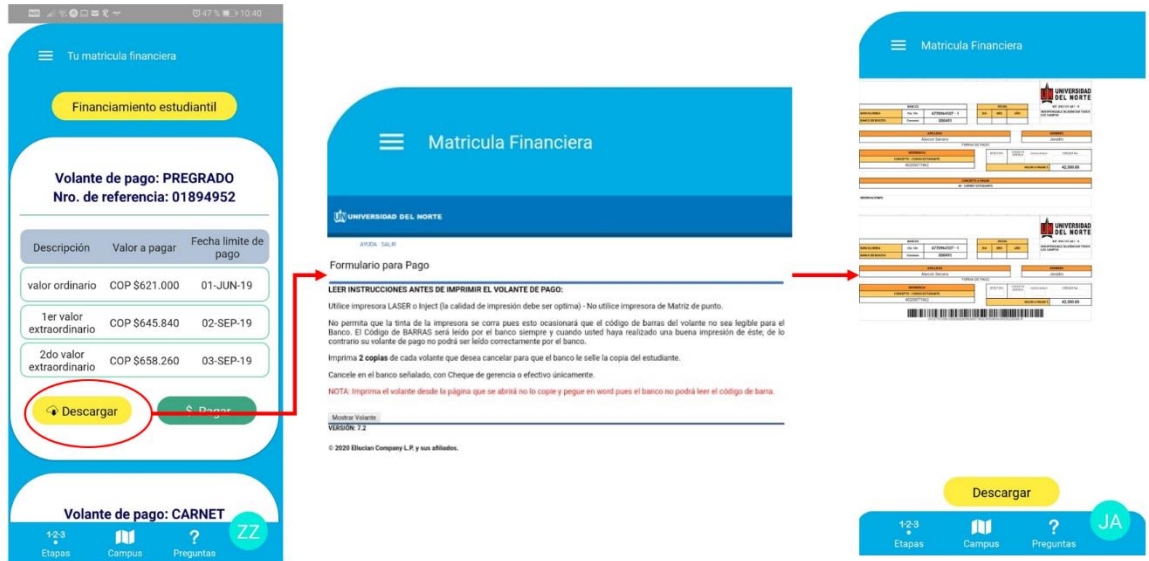 47 % 10:40
Tu matricula financiera
Financiamiento estudiantil
Volante de pago: PREGRADO
Nro. de referencia: 01894952
Descripción Valor a pagar Fecha limite de
pago
valor ordinario COP $621.000 01-JUN-19
1er valor
extraordinario COP $645.840 02-SEP-19
2do valor
extraordinario COP $658.260 03-SEP-19
Descargar $ Pagar
Volante de pago: CARNET
ZZ
1-2-3
Etapas Campus Preguntas
Matricula Financiera
UNIVERSIDAD DEL NORTE
AYUDA SALIR
Formulario para Pago
LEER INSTRUCCIONES ANTES DE IMPRIMIR EL VOLANTE DE PAGO:
Utilice impresora LASER o Inject (la calidad de impresión debe ser optima) - No utilice impresora de Matriz de punto.
No permita que la tinta de la impresora se corra pues esto ocasionará que el código de barras del volante no sea legible para el
Banco. El Código de BARRAS será leído por el banco siempre y cuando usted haya realizado una buena impresión de éste; de lo
contrario su volante de pago no podrá ser leído correctamente por el banco.
Imprima 2 copias de cada volante que desea cancelar para que el banco le selle la copia del estudiante.
Cancele en el banco señalado, con Cheque de gerencia o efectivo únicamente.
NOTA: Imprima el volante desde la página que se abrirá no lo copie y pegue en word pues el banco no podrá leer el código de barra.
Mostrar Volante
VERSIÓN: 7.2
© 2020 Ellucian Company L.P. y sus afiliados.
Matricula Financiera
UNIVERSIDAD
DEL NORTE
UNIVERSIDAD
DEL NORTE
Descargar
JA
1-2-3
Etapas Campus Preguntas